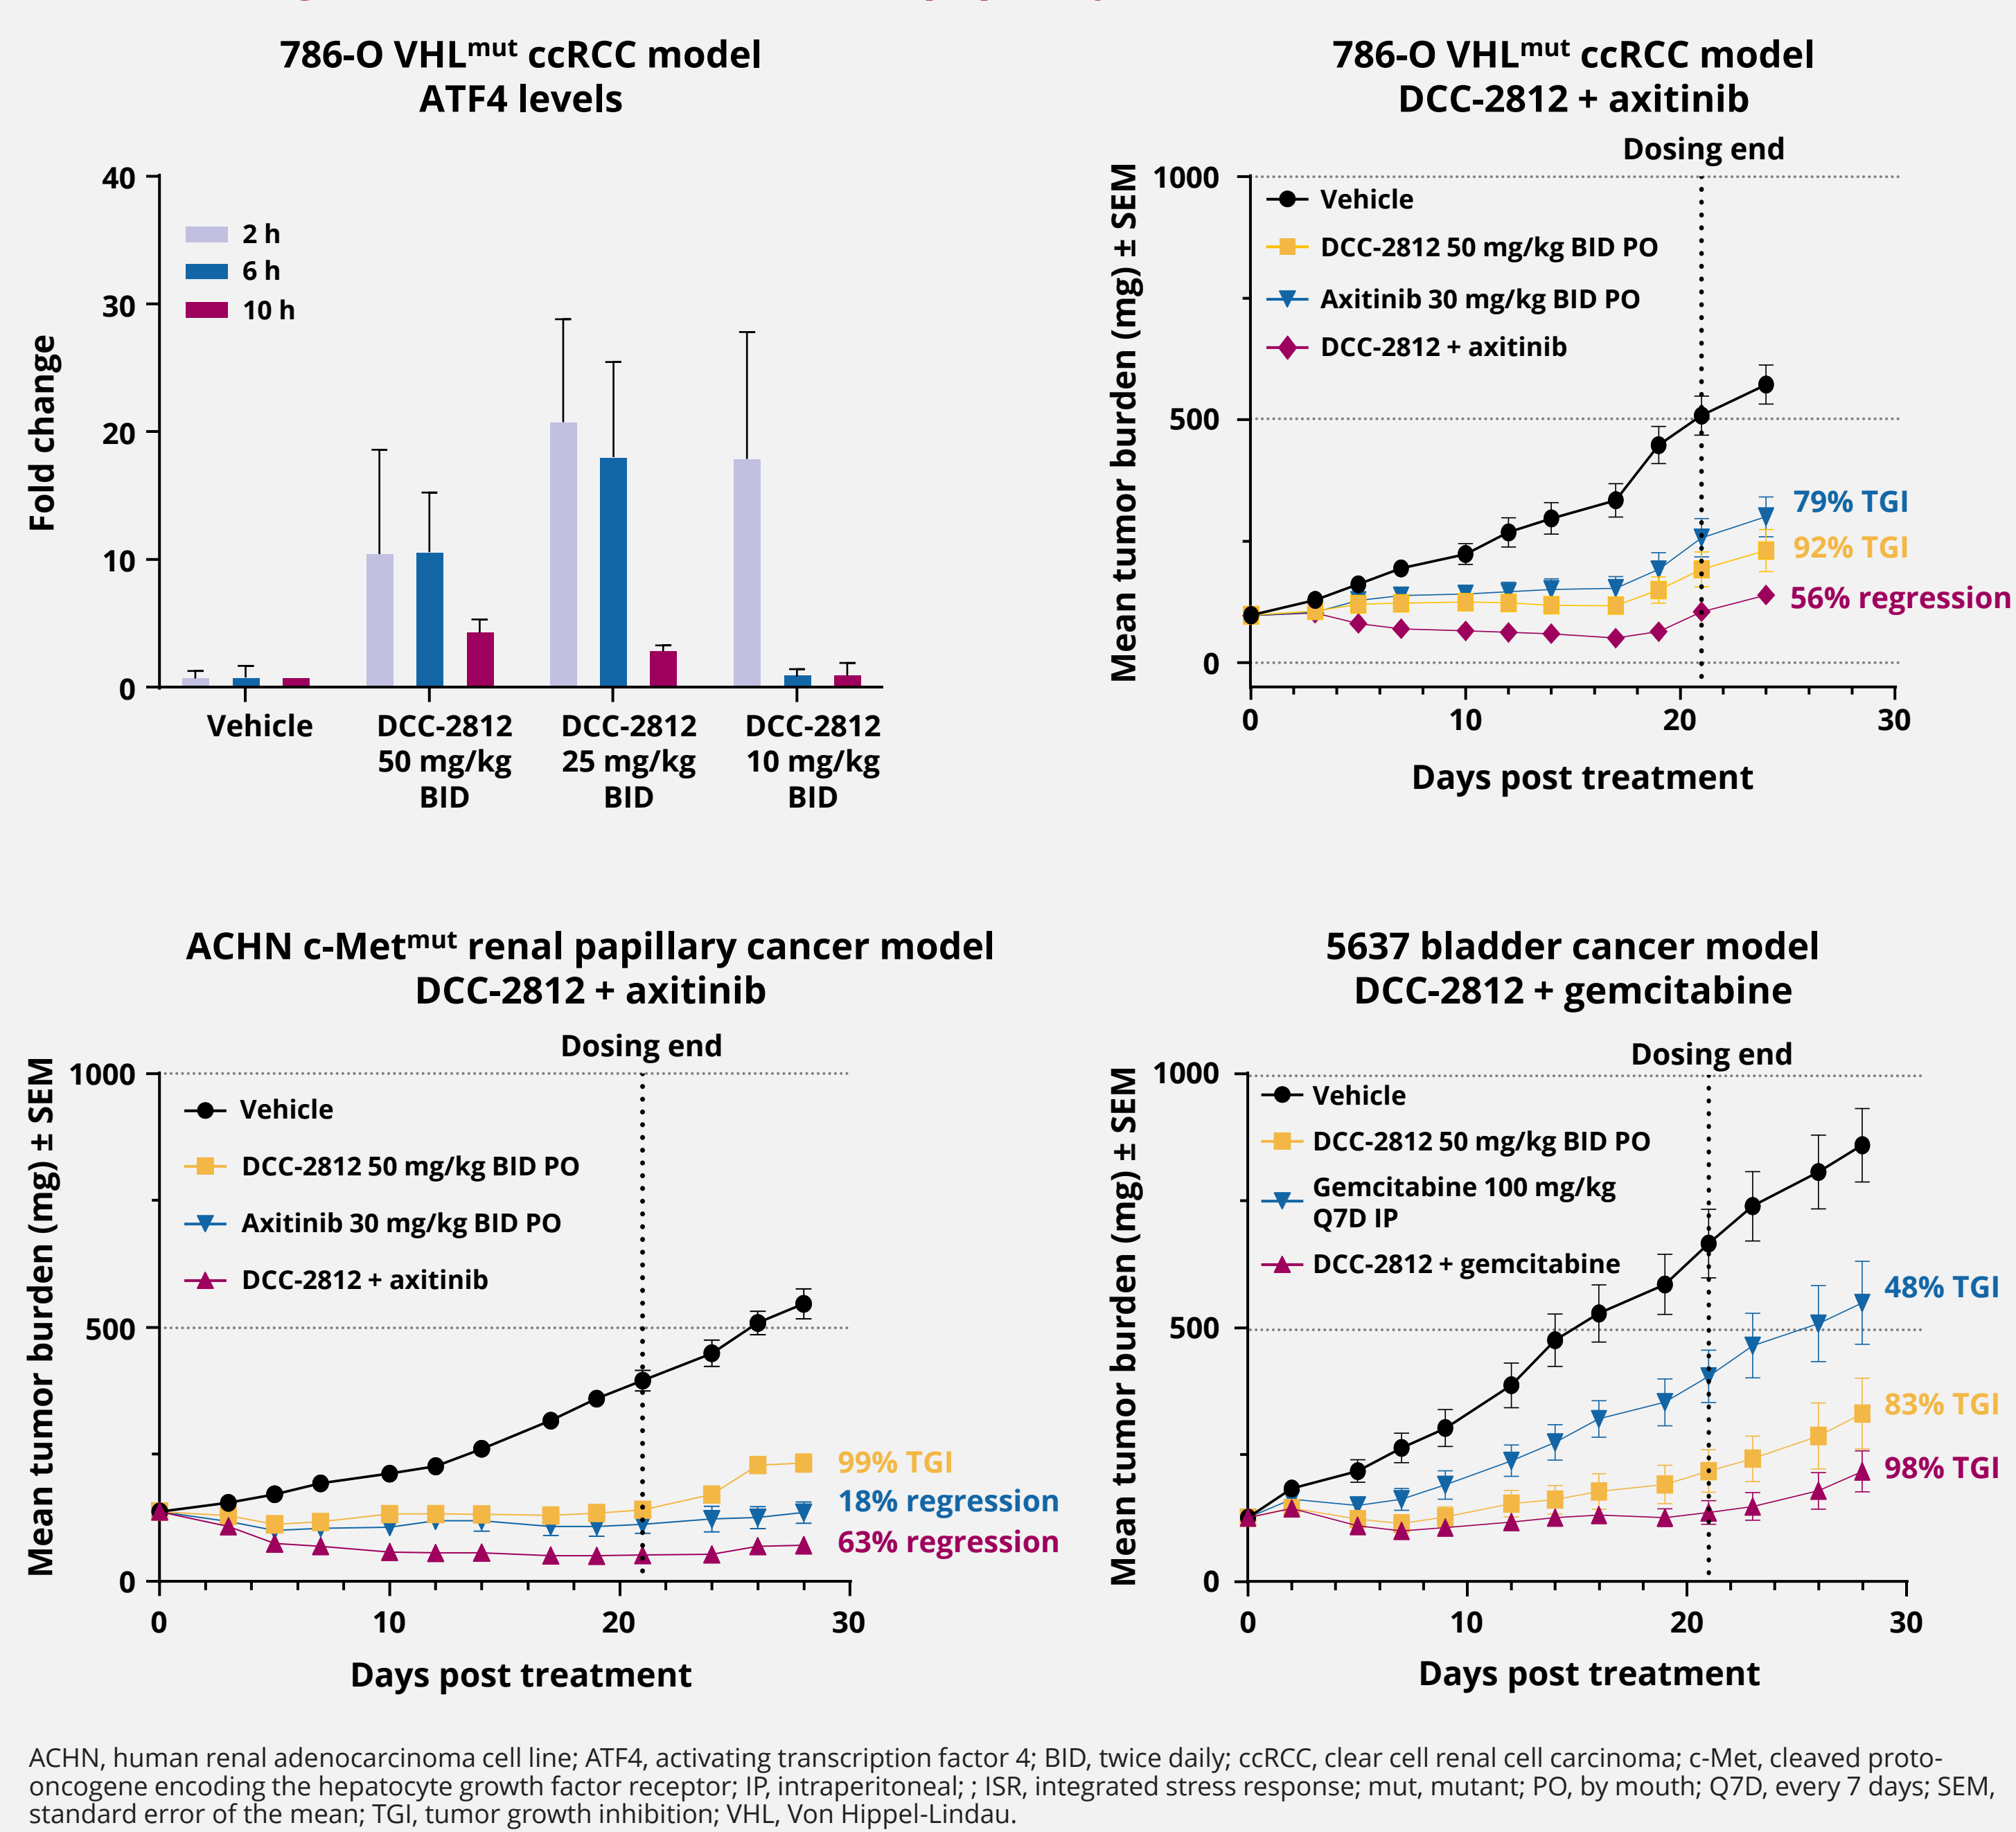 786-O VHLmut ccRCC model
ATF4 levels
40
30
20
10
0
Fold change
2 h
6 h
10 h
Vehicle
DCC-2812
50 mg/kg
BID
DCC-2812
25 mg/kg
BID
DCC-2812
10 mg/kg
BID
786-O VHLmut ccRCC model
DCC-2812 + axitinib
Dosing end
Mean tumor burden (mg) ± SEM
1000
500
0
Vehicle
DCC-2812 50 mg/kg BID PO
Axitinib 30 mg/kg BID PO
DCC-2812 + axitinib
79% TGI
92% TGI
56% regression
0 10 20 30
Days post treatment
ACHN c-Metmut renal papillary cancer model
DCC-2812 + axitinib
Dosing end
Mean tumor burden (mg) ± SEM
1000
500
0
Vehicle
DCC-2812 50 mg/kg BID PO
Axitinib 30 mg/kg BID PO
DCC-2812 + axitinib
99% TGI
18% regression
63% regression
0 10 20 30
Days post treatment
5637 bladder cancer model
DCC-2812 + gemcitabine
Dosing end
Mean tumor burden (mg) ± SEM
1000
500
0
Vehicle
DCC-2812 50 mg/kg BID PO
Gemcitabine 100 mg/kg
Q7D IP
DCC-2812 + gemcitabine
48% TGI
83% TGI
98% TGI
0 10 20 30
Days post treatment
ACHN, human renal adenocarcinoma cell line; ATF4, activating transcription factor 4; BID, twice daily; ccRCC, clear cell renal cell carcinoma; c-Met, cleaved proto-
oncogene encoding the hepatocyte growth factor receptor; IP, intraperitoneal; ; ISR, integrated stress response; mut, mutant; PO, by mouth; Q7D, every 7 days; SEM,
standard error of the mean; TGI, tumor growth inhibition; VHL, Von Hippel-Lindau.